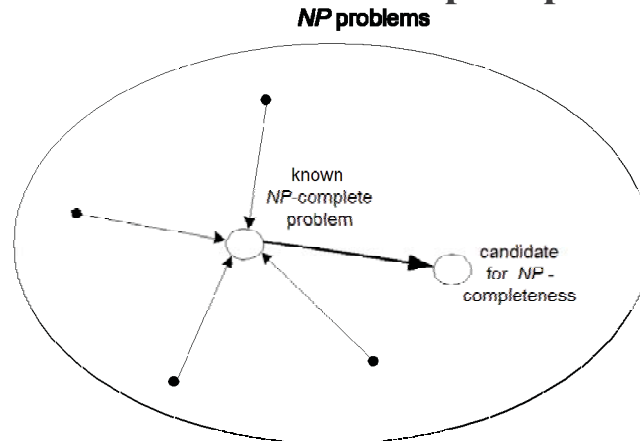 NP problems
known
NP-complete
problem
candidate
for NP -
completeness